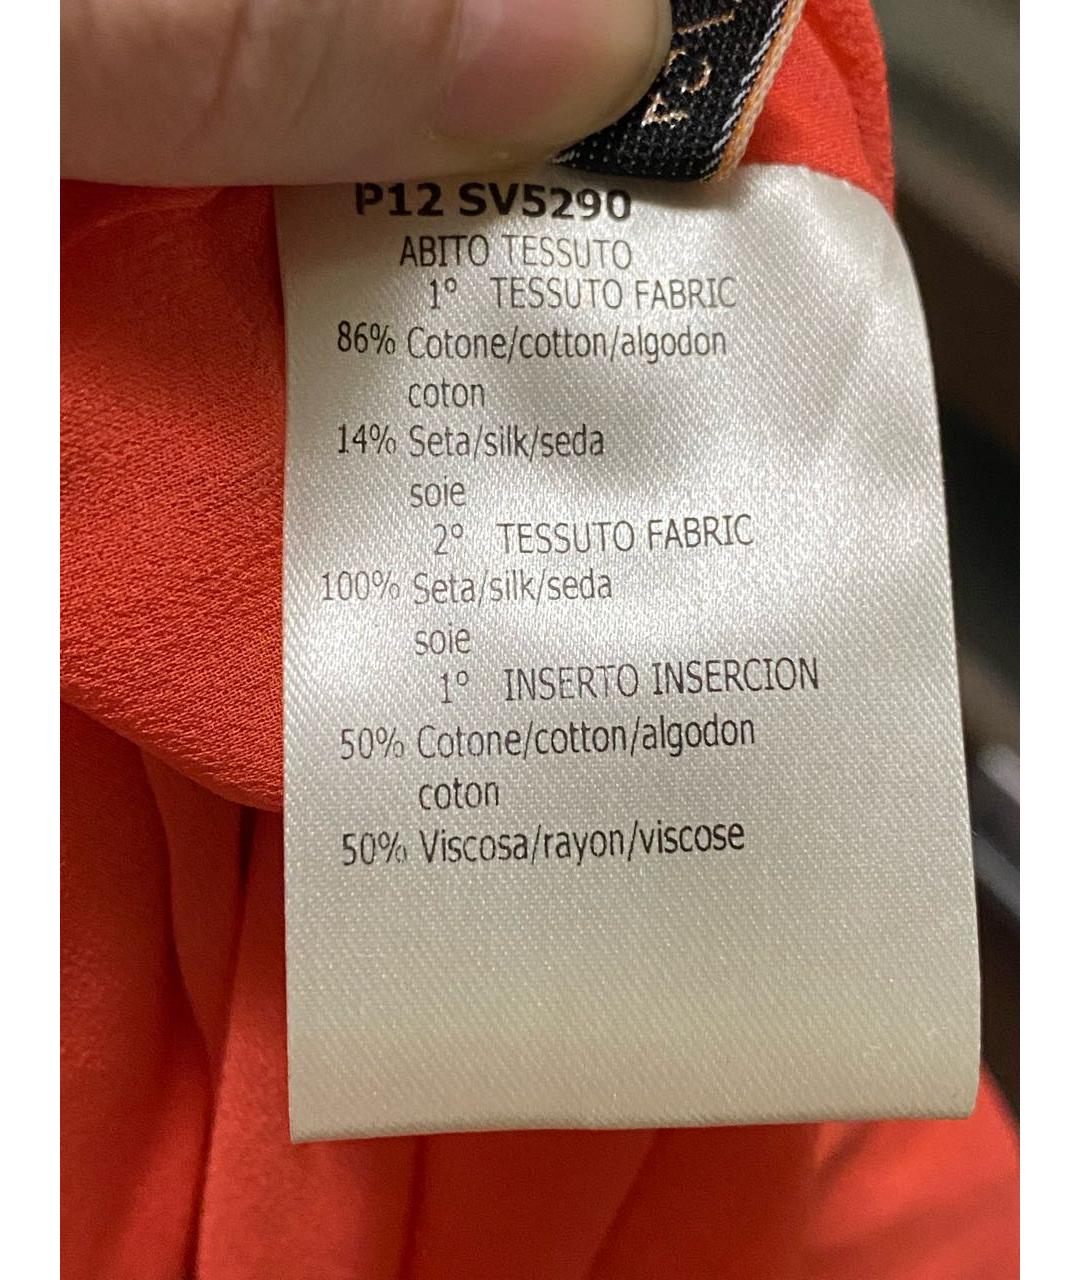 P12 SV5290
ABITO TESSUTO
1° TESSUTO FABRIC
86% Cotone/cotton/algodon
coton
14% Seta/silk/seda
soie
2° TESSUTO FABRIC
100% Seta/silk/seda
soie
1° INSERTO INSERCION
50% Cotone/cotton/algodon
coton
50% Viscosa/rayon/viscose